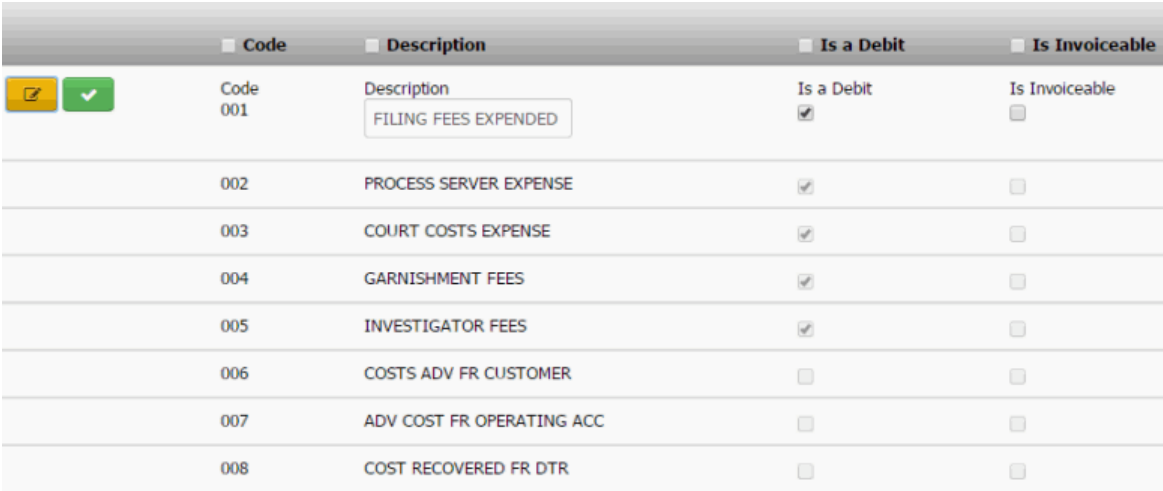 Code Description Is a Debit Is Invoiceable
Code Description Is a Debit Is Invoiceable
001 FILING FEES EXPENDED
002 PROCESS SERVER EXPENSE
003 COURT COSTS EXPENSE
004 GARNISHMENT FEES
005 INVESTIGATOR FEES
006 COSTS ADV FR CUSTOMER
007 ADV COST FR OPERATING ACC
008 COST RECOVERED FR DTR